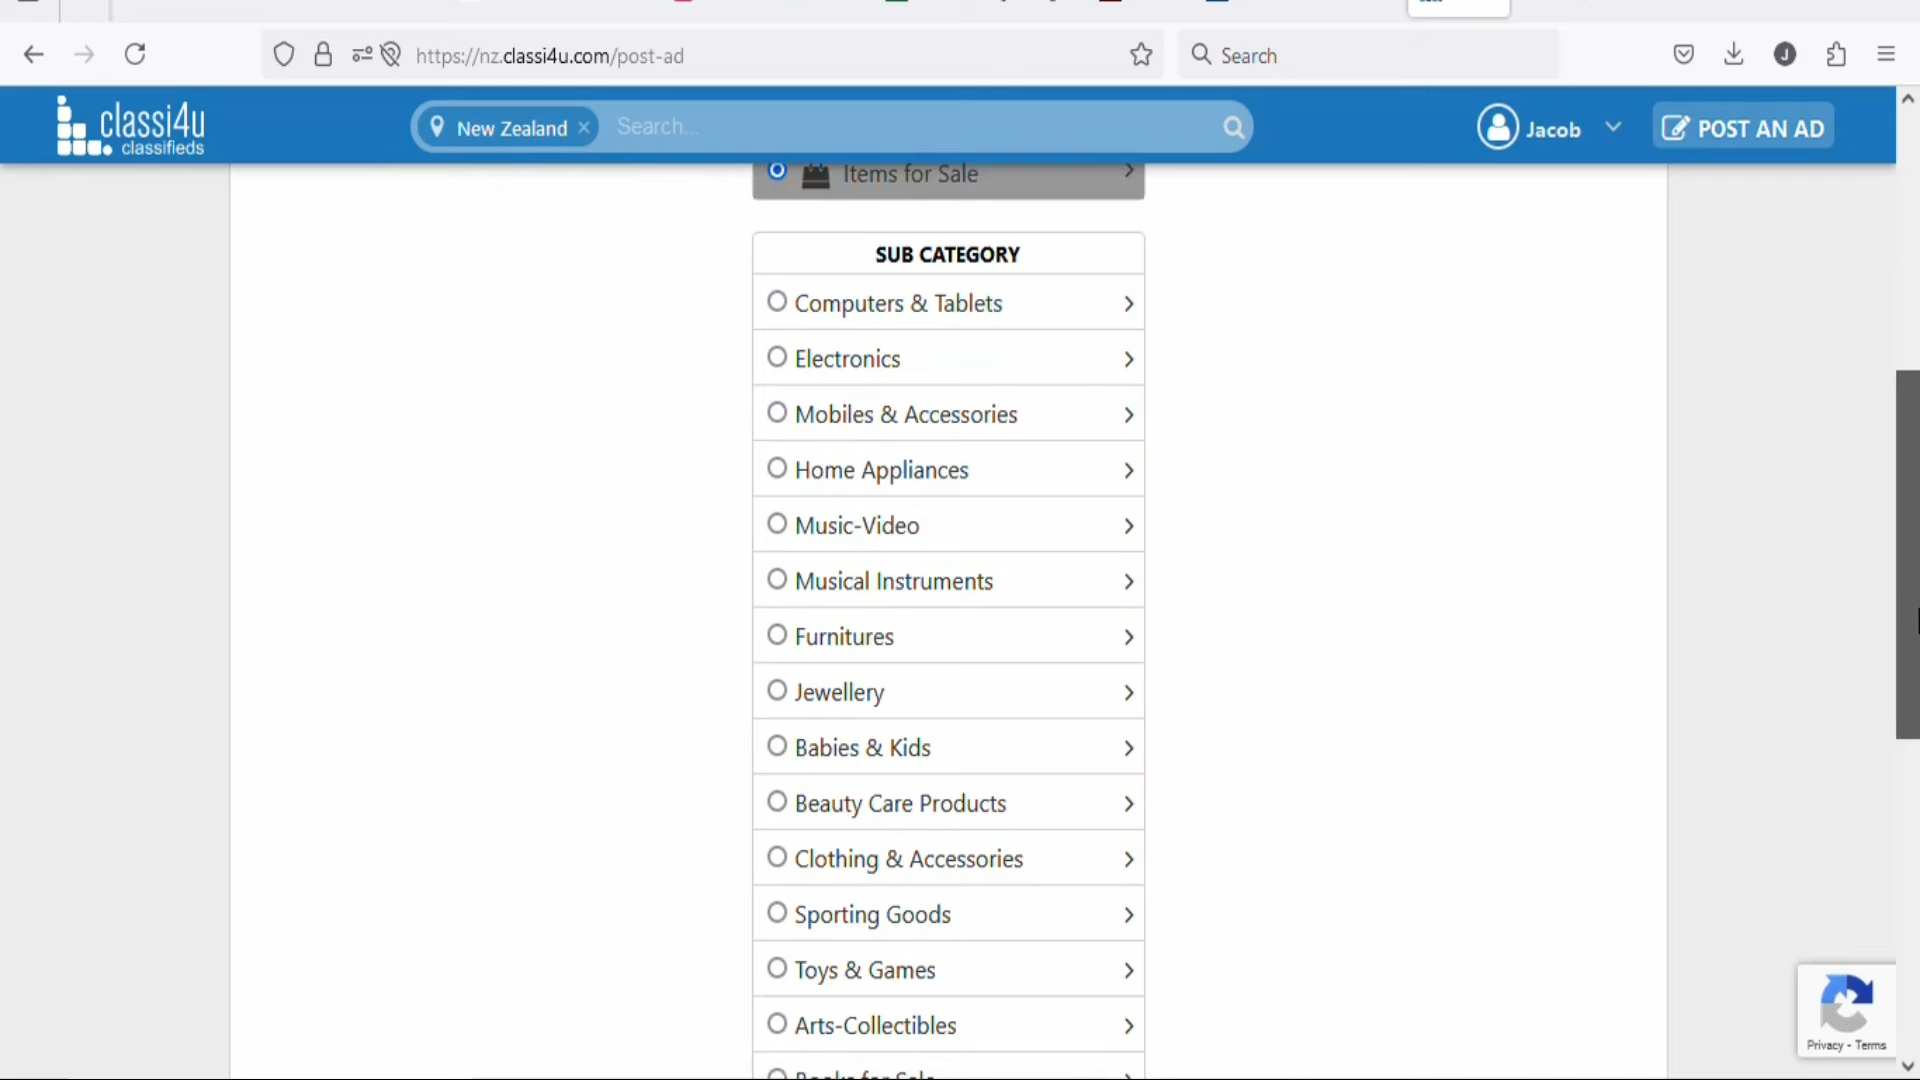 https://nz.classi4u.com/post-ad
Search
classi4u
classifieds
New Zealand ×
Search...
Jacob
POST AN AD
Items for Sale
SUB CATEGORY
Computers & Tablets
Electronics
Mobiles & Accessories
Home Appliances
Music-Video
Musical Instruments
Furnitures
Jewellery
Babies & Kids
Beauty Care Products
Clothing & Accessories
Sporting Goods
Toys & Games
Arts-Collectibles
Books for Sale
J
Privacy - Terms